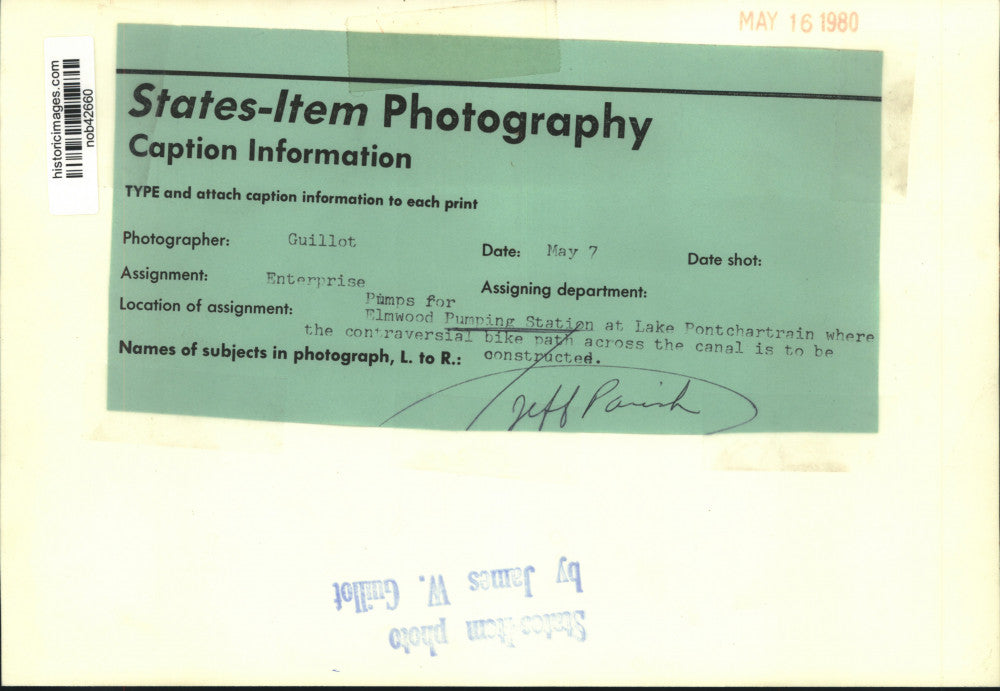 MAY 16 1980
historicimages.com
nob42660
States-Item Photography
Caption Information
TYPE and attach caption information to each print
Photographer: Guillot Date: May 7 Date shot:
Assignment: Enterprise Assigning department:
Location of assignment: Pumps for
Elmwood Pumping Station at Lake Pontchartrain where
the contraversial bike path across the canal is to be
Names of subjects in photograph, L. to R.: constructed.
Jeff Parish
States-Item photo
by James W. Guillot